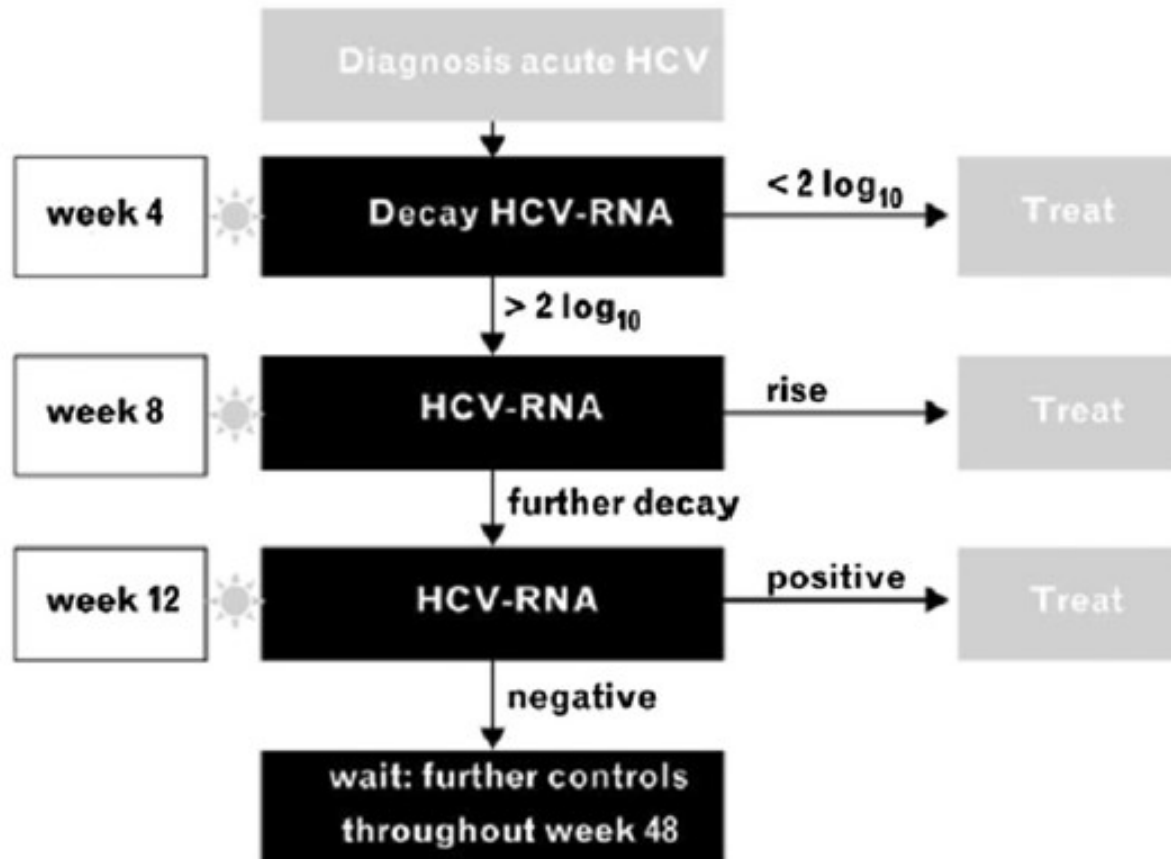 Diagnosis acute HCV
week 4
Decay HCV-RNA
< 2 log₁₀
Treat
> 2 log₁₀
week 8
HCV-RNA
rise
Treat
further decay
week 12
HCV-RNA
positive
Treat
negative
wait: further controls
throughout week 48